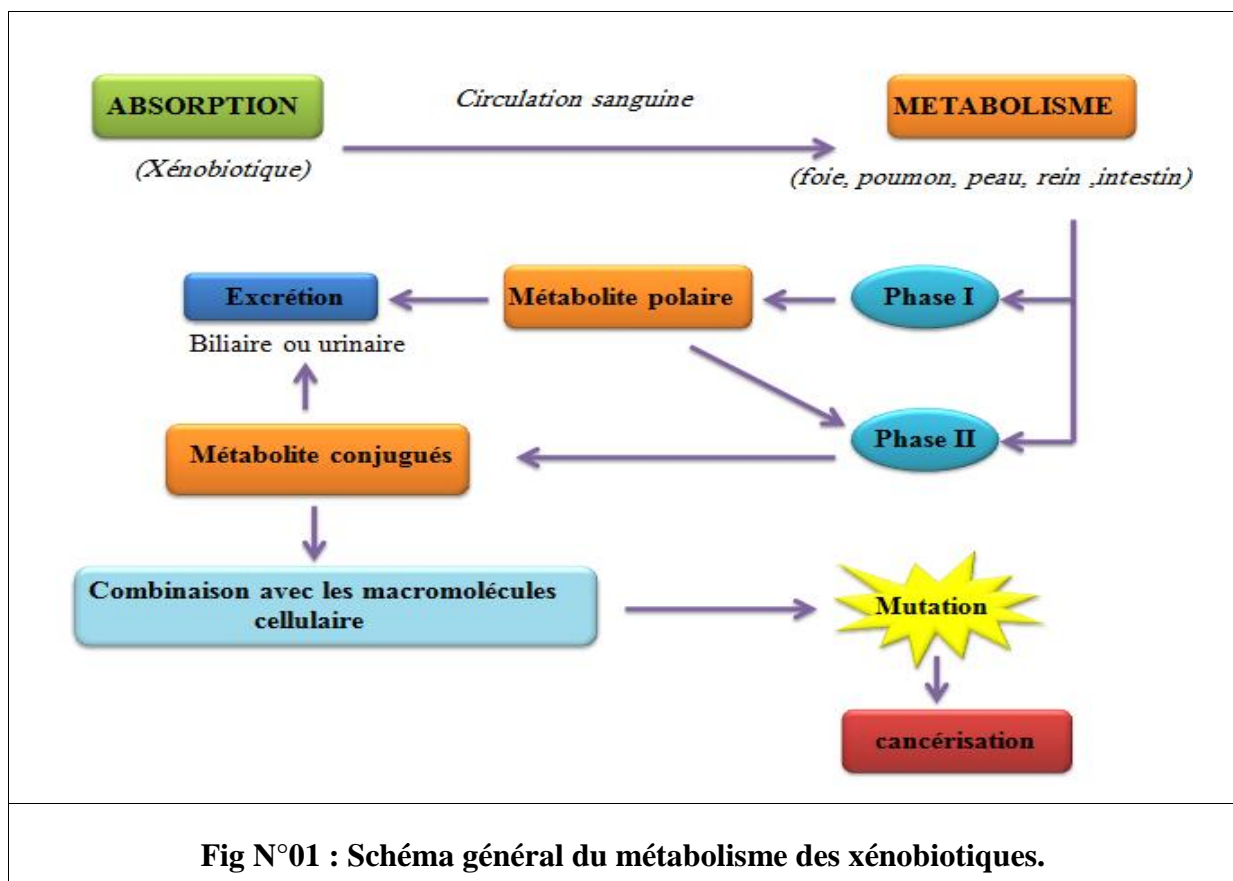 ABSORPTION
Circulation sanguine
METABOLISME
(Xénobiotique)
(foie, poumon, peau, rein ,intestin)
Excrétion
Métabolite polaire
Phase I
Biliaire ou urinaire
Métabolite conjugués
Phase II
Combinaison avec les macromolécules
cellulaire
Mutation
cancérisation
Fig N°01 : Schéma général du métabolisme des xénobiotiques.